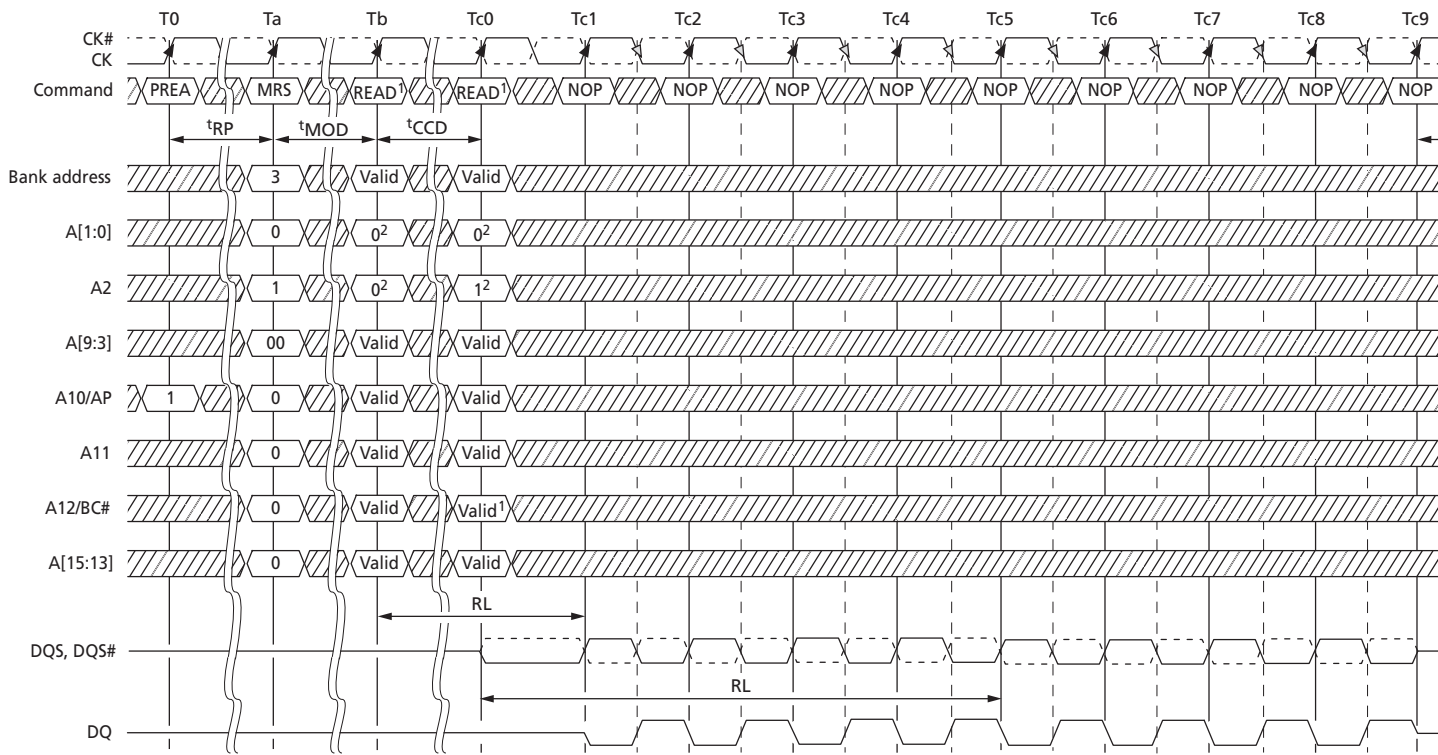 T0 Ta Tb Tc0 Tc1 Tc2 Tc3 Tc4 Tc5 Tc6 Tc7 Tc8 Tc9
CK#
CK
Command PREA MRS READ1 READ1 NOP NOP NOP NOP NOP NOP NOP NOP NOP
tRP tMOD tCCD
Bank address 3 Valid Valid
A[1:0] 0 02 02
A2 1 02 12
A[9:3] 00 Valid Valid
A10/AP 1 0 Valid Valid
A11 0 Valid Valid
A12/BC# 0 Valid Valid1
A[15:13] 0 Valid Valid
RL
DQS, DQS#
RL
DQ